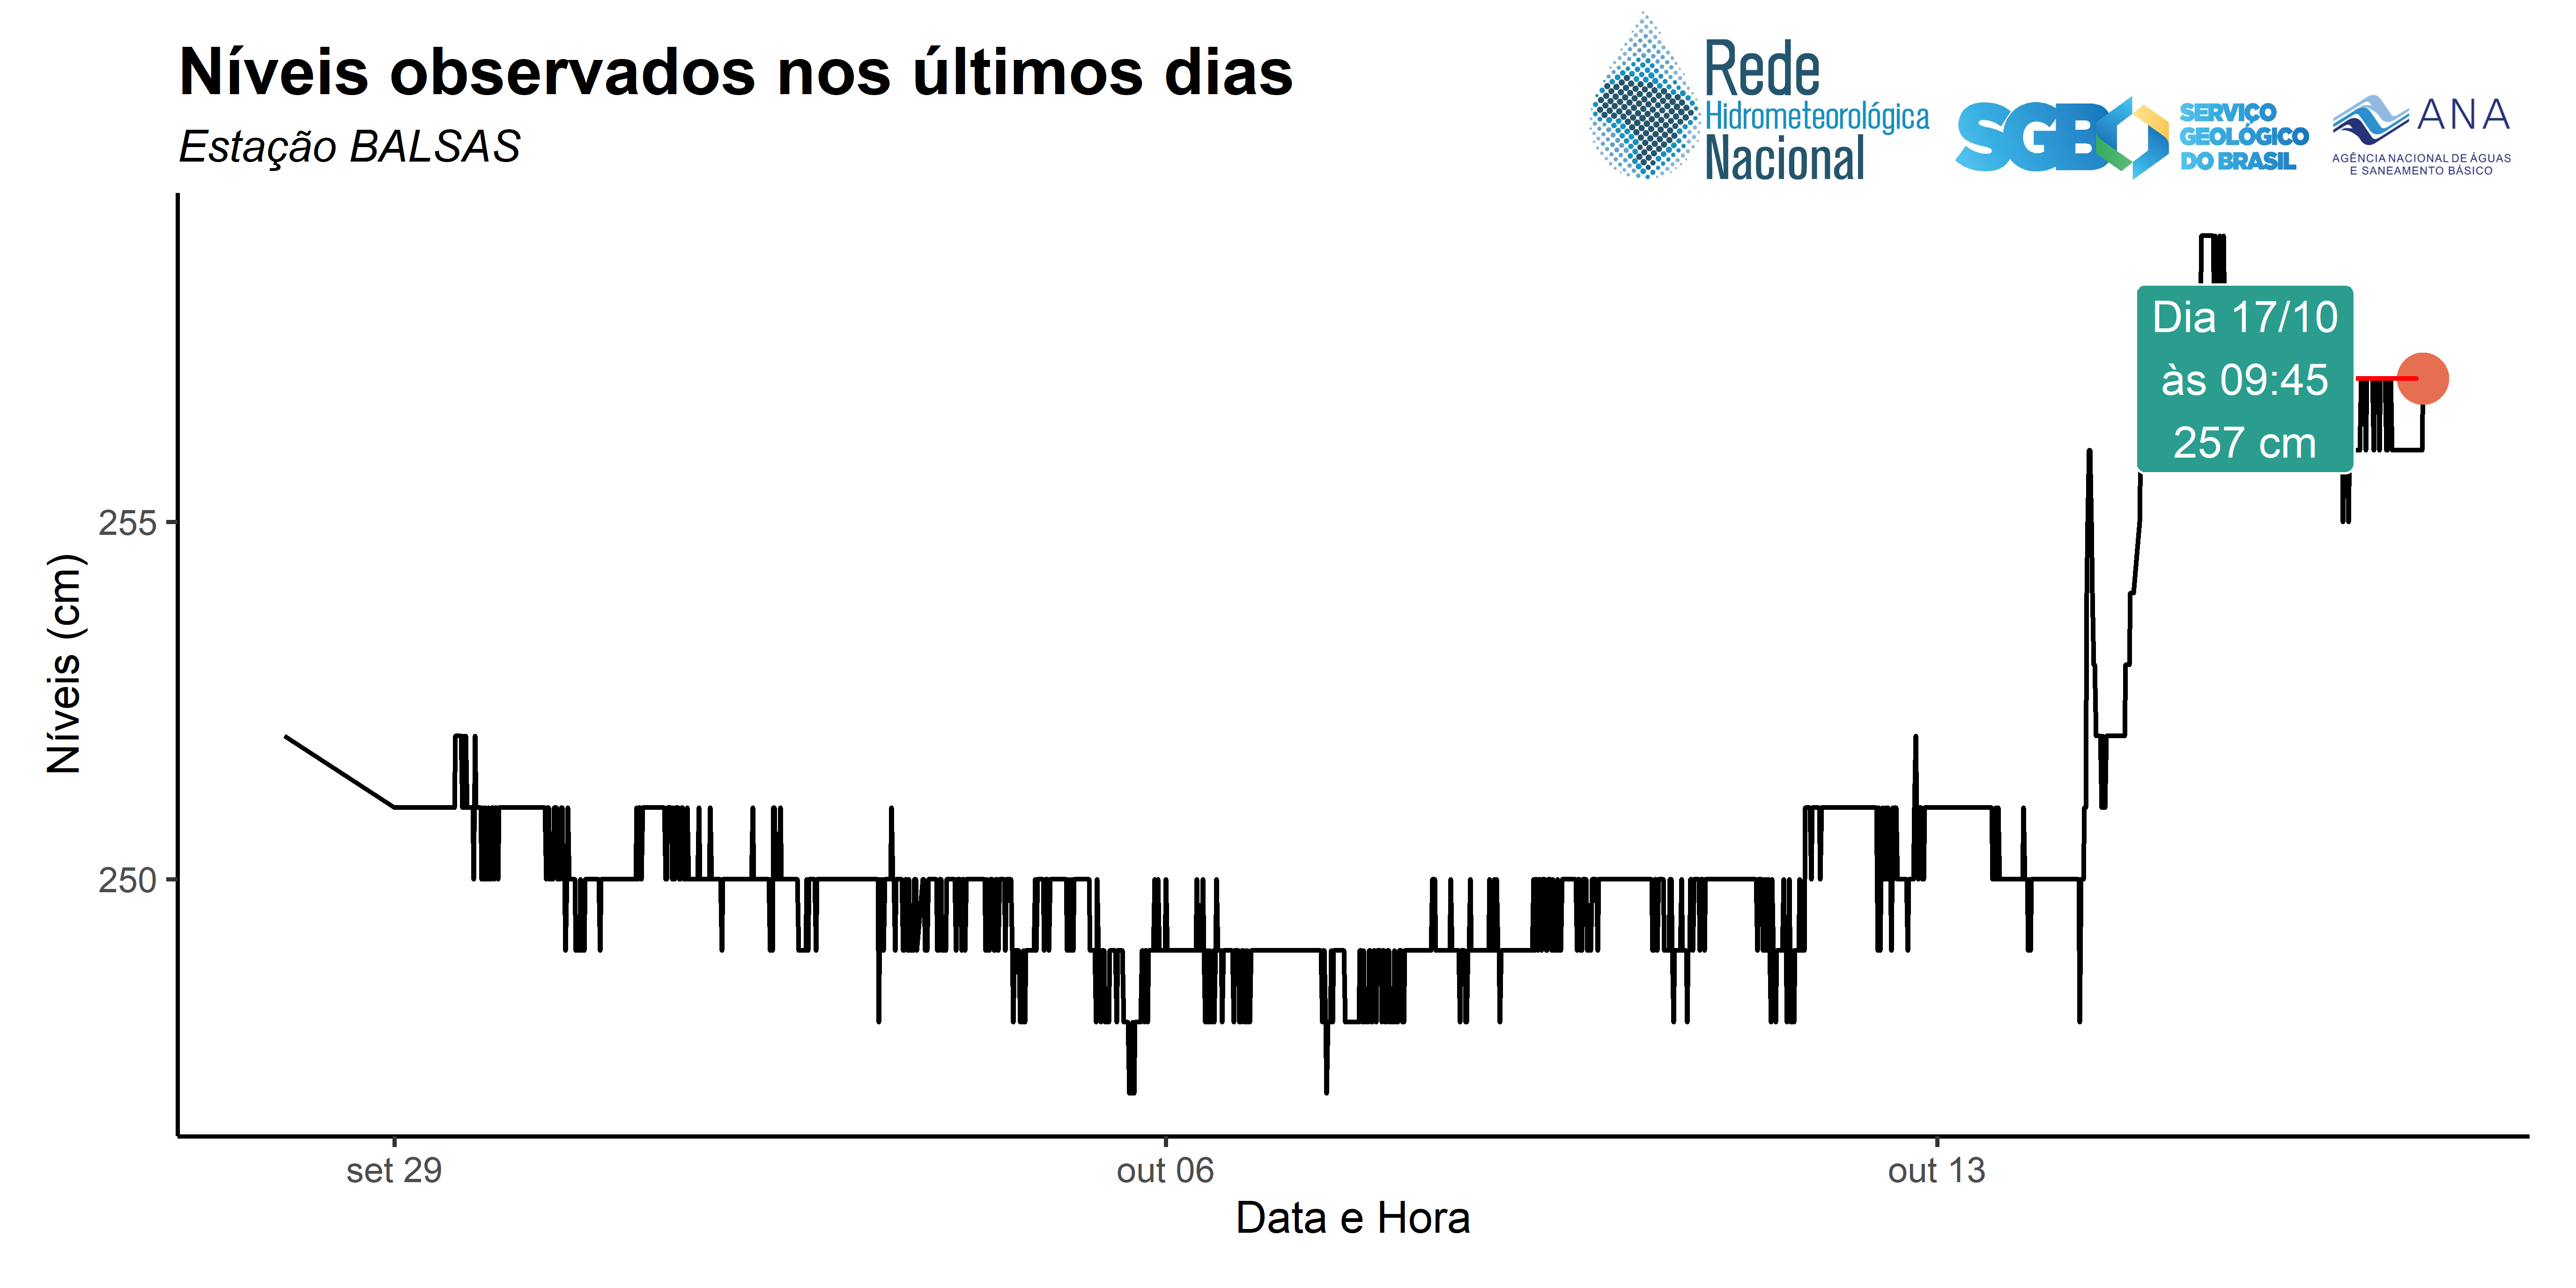 Níveis observados nos últimos dias
Estação BALSAS
Rede
Hidrometeorológica
Nacional
SGB
SERVIÇO
GEOLÓGICO
DO BRASIL
ANA
AGÊNCIA NACIONAL DE ÁGUAS
E SANEAMENTO BÁSICO
Dia 17/10
às 09:45
257 cm
Níveis (cm)
255
250
set 29
out 06
out 13
Data e Hora